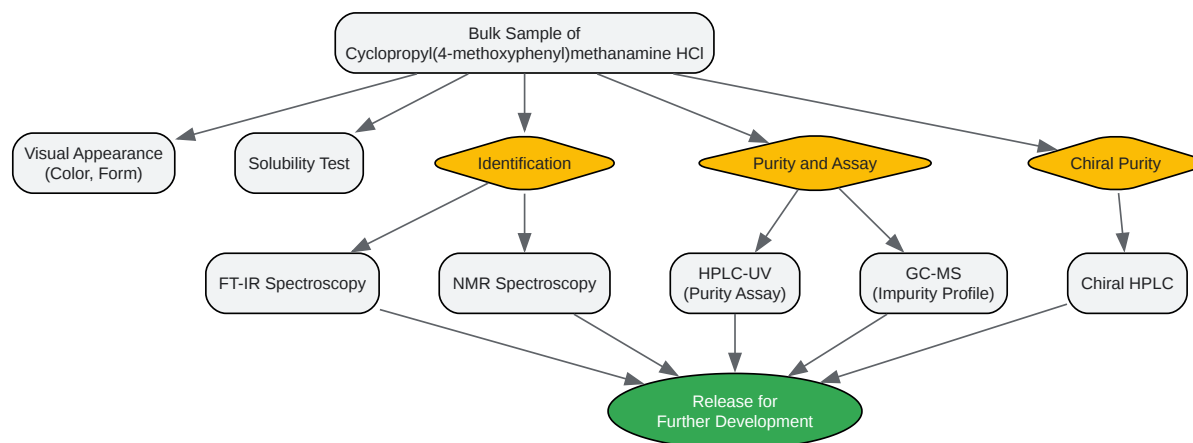 Bulk Sample of
Cyclopropyl(4-methoxyphenyl)methanamine HCl
Visual Appearance
(Color, Form)
Solubility Test
Identification
Purity and Assay
Chiral Purity
FT-IR Spectroscopy
NMR Spectroscopy
HPLC-UV
(Purity Assay)
GC-MS
(Impurity Profile)
Chiral HPLC
Release for
Further Development